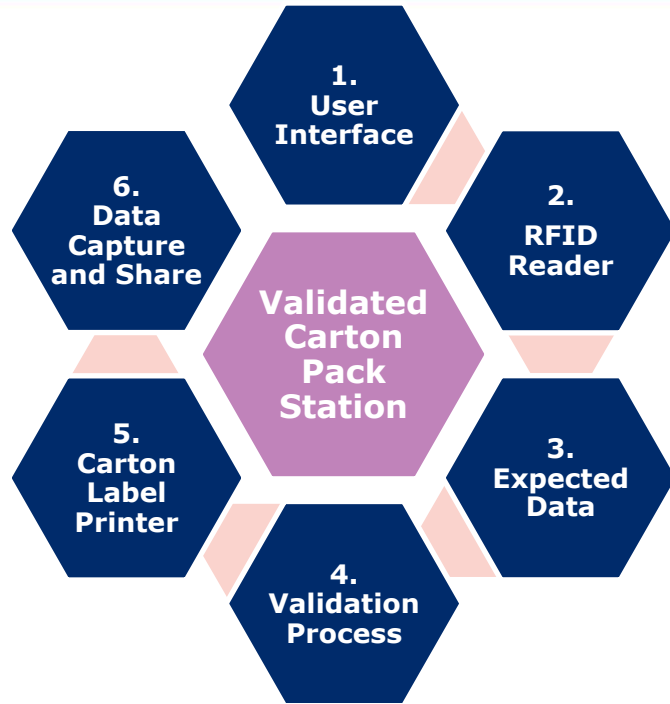 1.
User
Interface
2.
RFID
Reader
3.
Expected
Data
4.
Validation
Process
5.
Carton
Label
Printer
6.
Data
Capture
and Share
Validated
Carton
Pack
Station